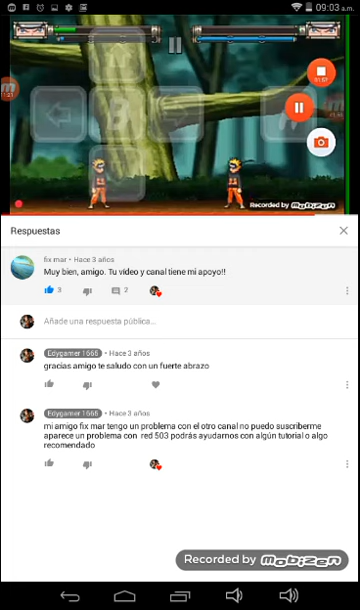 09:03 a.m.
Recorded by MOBIZEN
Respuestas
fix mar • Hace 3 años
Muy bien, amigo. Tu vídeo y canal tiene mi apoyo!!
3
2
Añade una respuesta pública...
Edygamer 1666 • Hace 3 años
gracias amigo te saludo con un fuerte abrazo
Edygamer 1666 • Hace 3 años
mi amigo fix mar tengo un problema con el otro canal no puedo suscriberme
aparece un problema con red 503 podrás ayudarnos con algún tutorial o algo
recomendado
Recorded by MOBIZEN